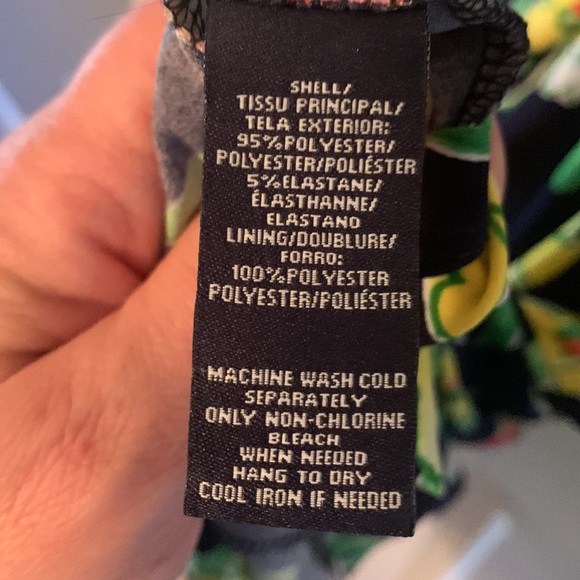 SHELL/
TISSU PRINCIPAL/
TELA EXTERIOR:
95%POLYESTER/
POLYESTER/POLIÉSTER
5%ELASTANE/
ÉLASTHANNE/
ELASTANO
LINING/DOUBLURE/
FORRO:
100%POLYESTER
POLYESTER/POLIÉSTER
MACHINE WASH COLD
SEPARATELY
ONLY NON-CHLORINE
BLEACH
WHEN NEEDED
HANG TO DRY
COOL IRON IF NEEDED